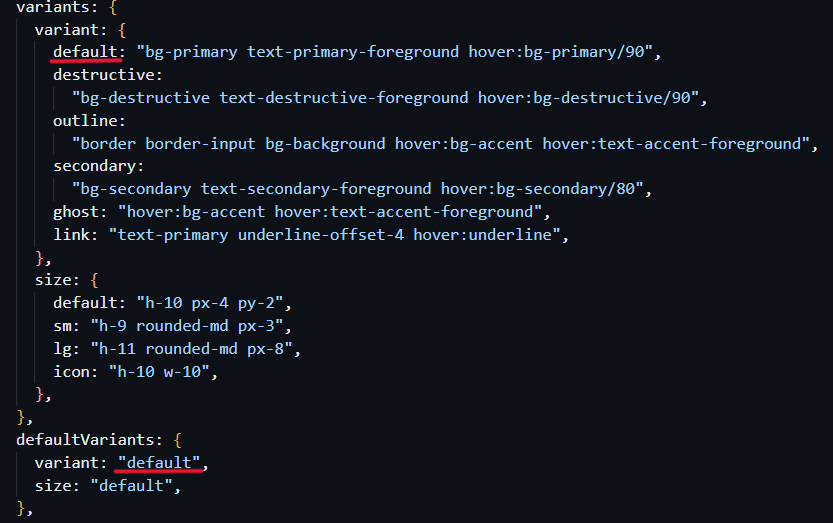 variants: {
variant: {
default: "bg-primary text-primary-foreground hover:bg-primary/90",
destructive:
"bg-destructive text-destructive-foreground hover:bg-destructive/90",
outline:
"border border-input bg-background hover:bg-accent hover:text-accent-foreground",
secondary:
"bg-secondary text-secondary-foreground hover:bg-secondary/80",
ghost: "hover:bg-accent hover:text-accent-foreground",
link: "text-primary underline-offset-4 hover:underline",
},
size: {
default: "h-10 px-4 py-2",
sm: "h-9 rounded-md px-3",
lg: "h-11 rounded-md px-8",
icon: "h-10 w-10",
},
},
defaultVariants: {
variant: "default",
size: "default",
},